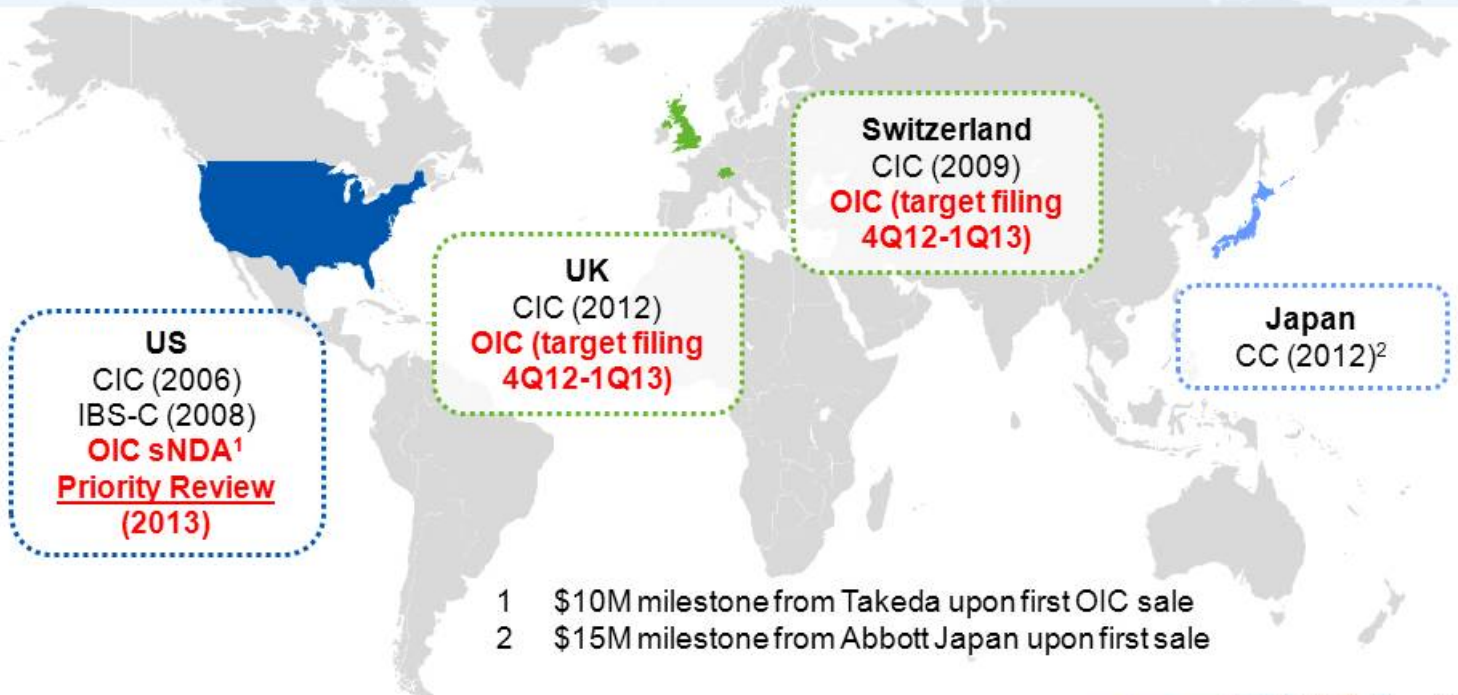 US
CIC (2006)
IBS-C (2008)
OIC sNDA¹
Priority Review
(2013)
UK
CIC (2012)
OIC (target filing
4Q12-1Q13)
Switzerland
CIC (2009)
OIC (target filing
4Q12-1Q13)
Japan
CC (2012)²
1 $10M milestone from Takeda upon first OIC sale
2 $15M milestone from Abbott Japan upon first sale